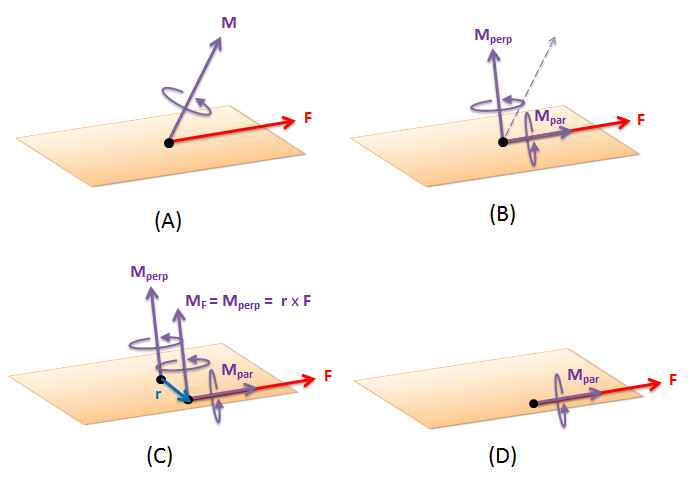 M
F
(A)
Mperp
F
Mpar
(B)
Mperp
MF = Mperp = r x F
Mpar
F
r
(C)
Mpar
F
(D)